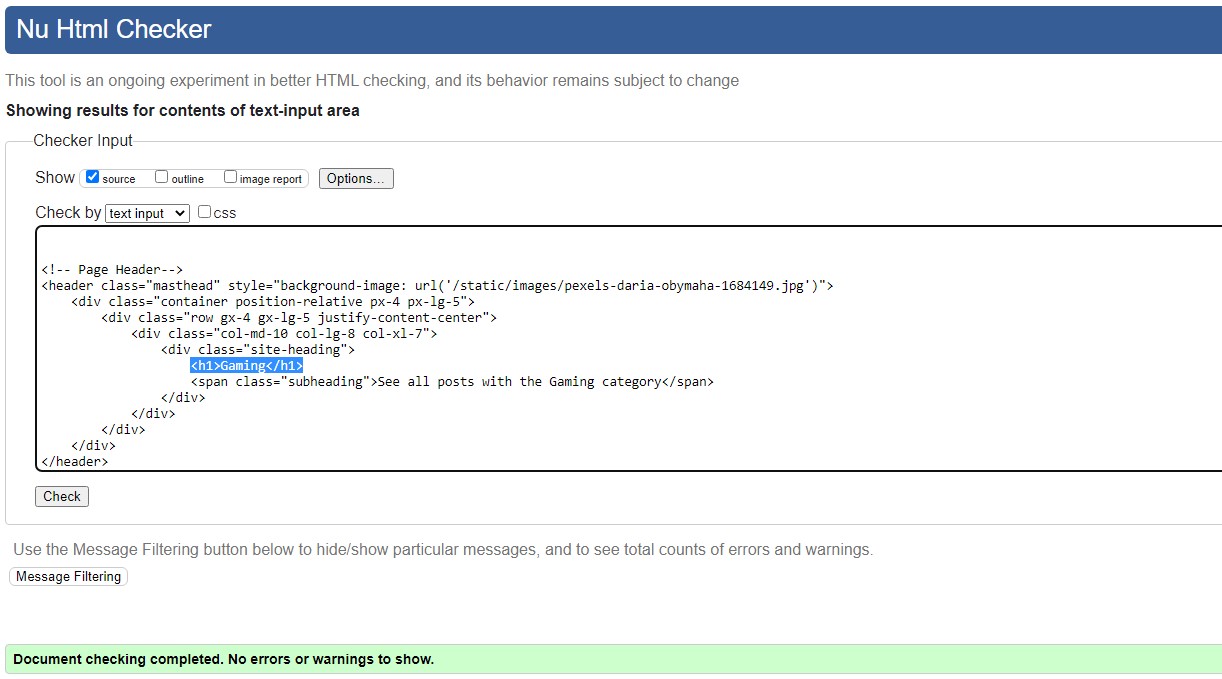 Nu Html Checker
This tool is an ongoing experiment in better HTML checking, and its behavior remains subject to change
Showing results for contents of text-input area
Checker Input
Show source outline image report Options...
Check by text input css
<!-- Page Header-->
<header class="masthead" style="background-image: url('/static/images/pexels-daria-obymaha-1684149.jpg')">
    <div class="container position-relative px-4 px-lg-5">
        <div class="row gx-4 gx-lg-5 justify-content-center">
            <div class="col-md-10 col-lg-8 col-xl-7">
                <div class="site-heading">
                    <h1>Gaming</h1>
                    <span class="subheading">See all posts with the Gaming category</span>
                </div>
            </div>
        </div>
    </div>
</header>
Check
Use the Message Filtering button below to hide/show particular messages, and to see total counts of errors and warnings.
Message Filtering
Document checking completed. No errors or warnings to show.